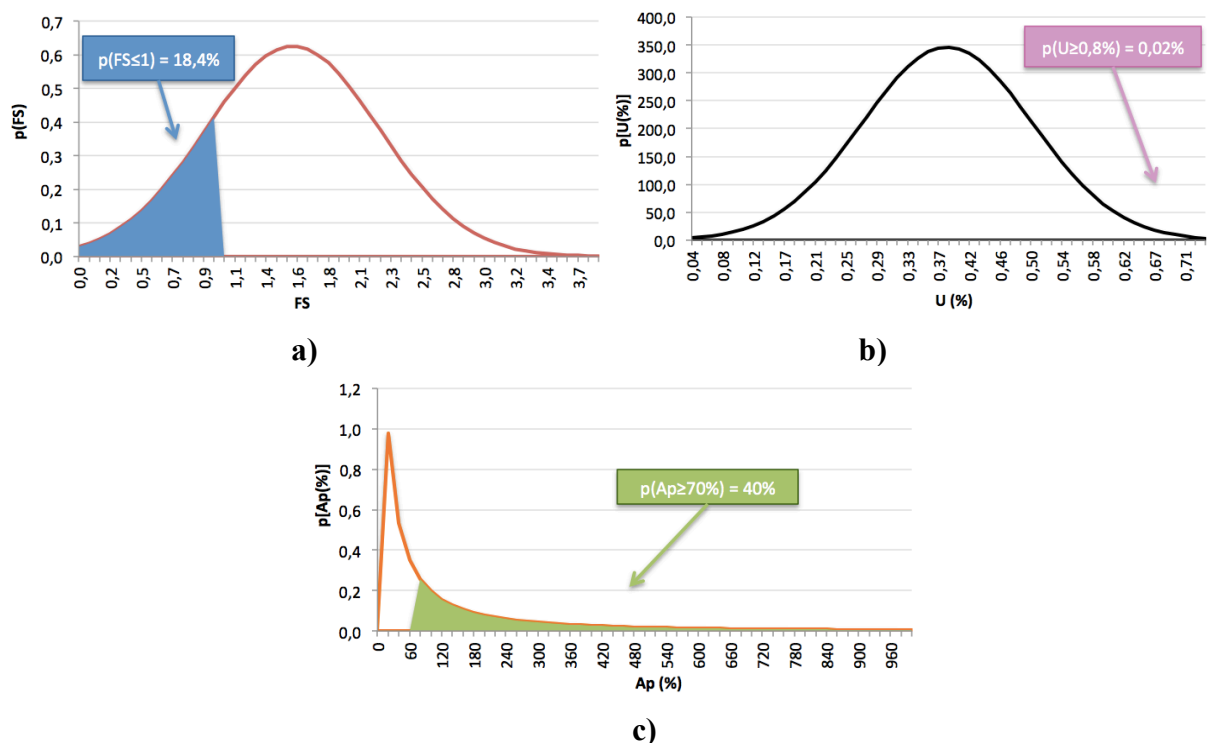 0,7
0,6
0,5
0,4
0,3
0,2
0,1
0,0
p(FS)
p(FS≤1) = 18,4%
0,0 0,2 0,5 0,7 0,9 1,1 1,4 1,6 1,8 2,1 2,3 2,5 2,8 3,0 3,2 3,4 3,7
FS
a)
400,0
350,0
300,0
250,0
200,0
150,0
100,0
50,0
0,0
p[U(%)]
p(U≥0,8%) = 0,02%
0,04 0,08 0,12 0,17 0,21 0,25 0,29 0,33 0,37 0,42 0,46 0,50 0,54 0,58 0,62 0,67 0,71
U (%)
b)
1,2
1,0
0,8
0,6
0,4
0,2
0,0
p[Ap(%)]
p(Ap≥70%) = 40%
0 60 120 180 240 300 360 420 480 540 600 660 720 780 840 900 960
Ap (%)
c)